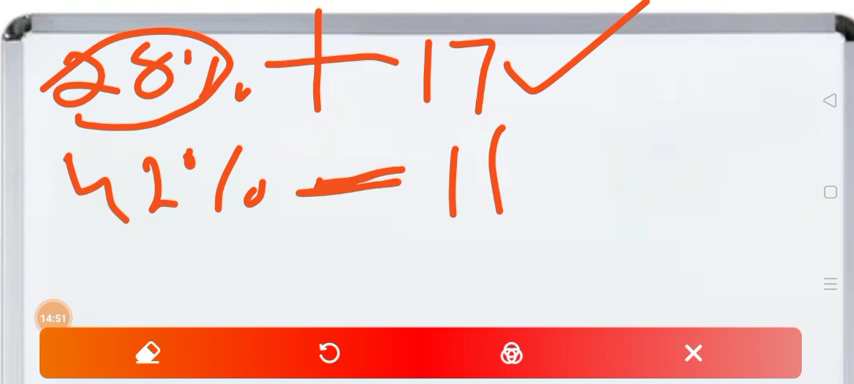 28% + 17 ✓
42% = 11
14:51